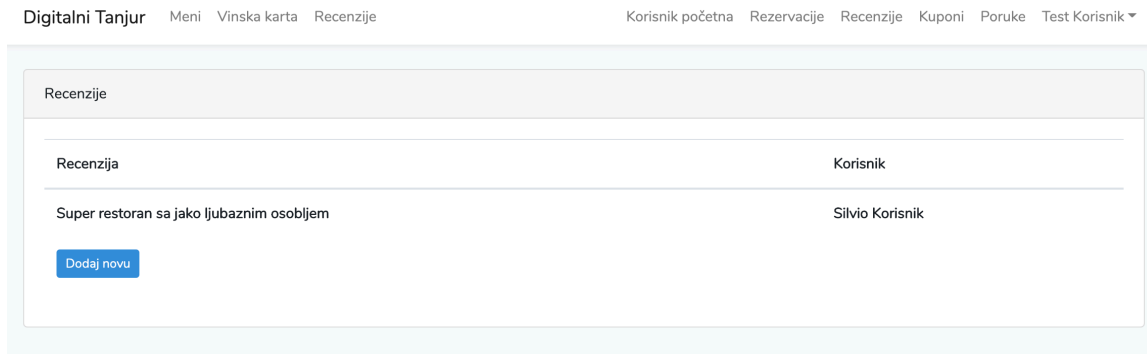 Digitalni Tanjur Meni Vinska karta Recenzije Korisnik početna Rezervacije Recenzije Kuponi Poruke Test Korisnik
Recenzije
Recenzija Korisnik
Super restoran sa jako ljubaznim osobljem Silvio Korisnik
Dodaj novu